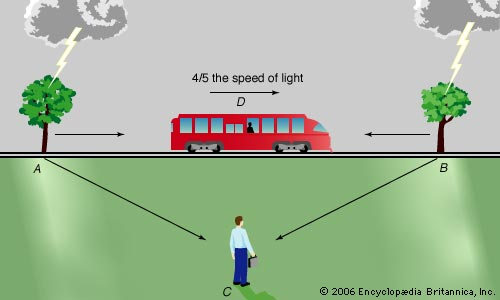 4/5 the speed of light
D
A
B
C
© 2006 Encyclopædia Britannica, Inc.